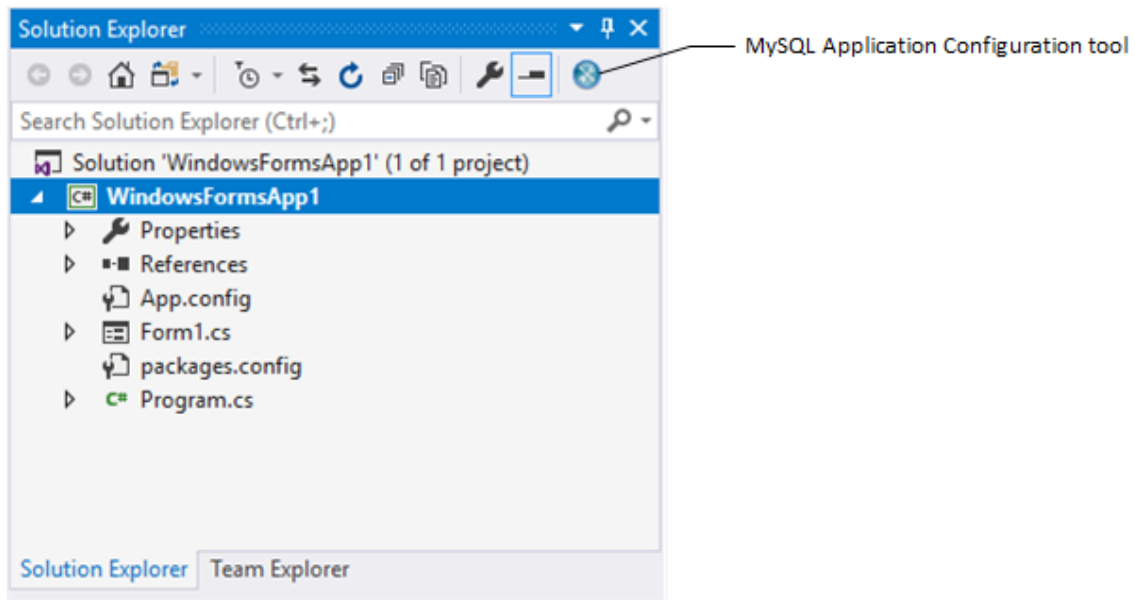 Solution Explorer
MySQL Application Configuration tool
Search Solution Explorer (Ctrl+;)
Solution 'WindowsFormsApp1' (1 of 1 project)
C# WindowsFormsApp1
Properties
References
App.config
Form1.cs
packages.config
C# Program.cs
Solution Explorer Team Explorer